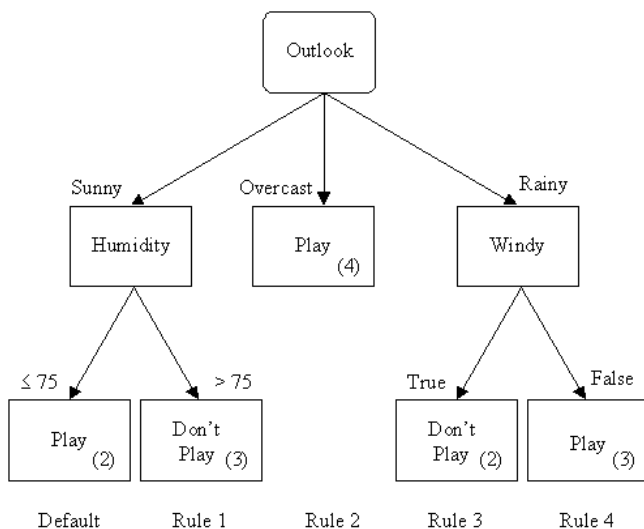 Outlook
Sunny
Overcast
Rainy
Humidity
Play
(4)
Windy
≤ 75
> 75
True
False
Play
(2)
Don't
Play (3)
Don't
Play (2)
Play
(3)
Default Rule 1 Rule 2 Rule 3 Rule 4